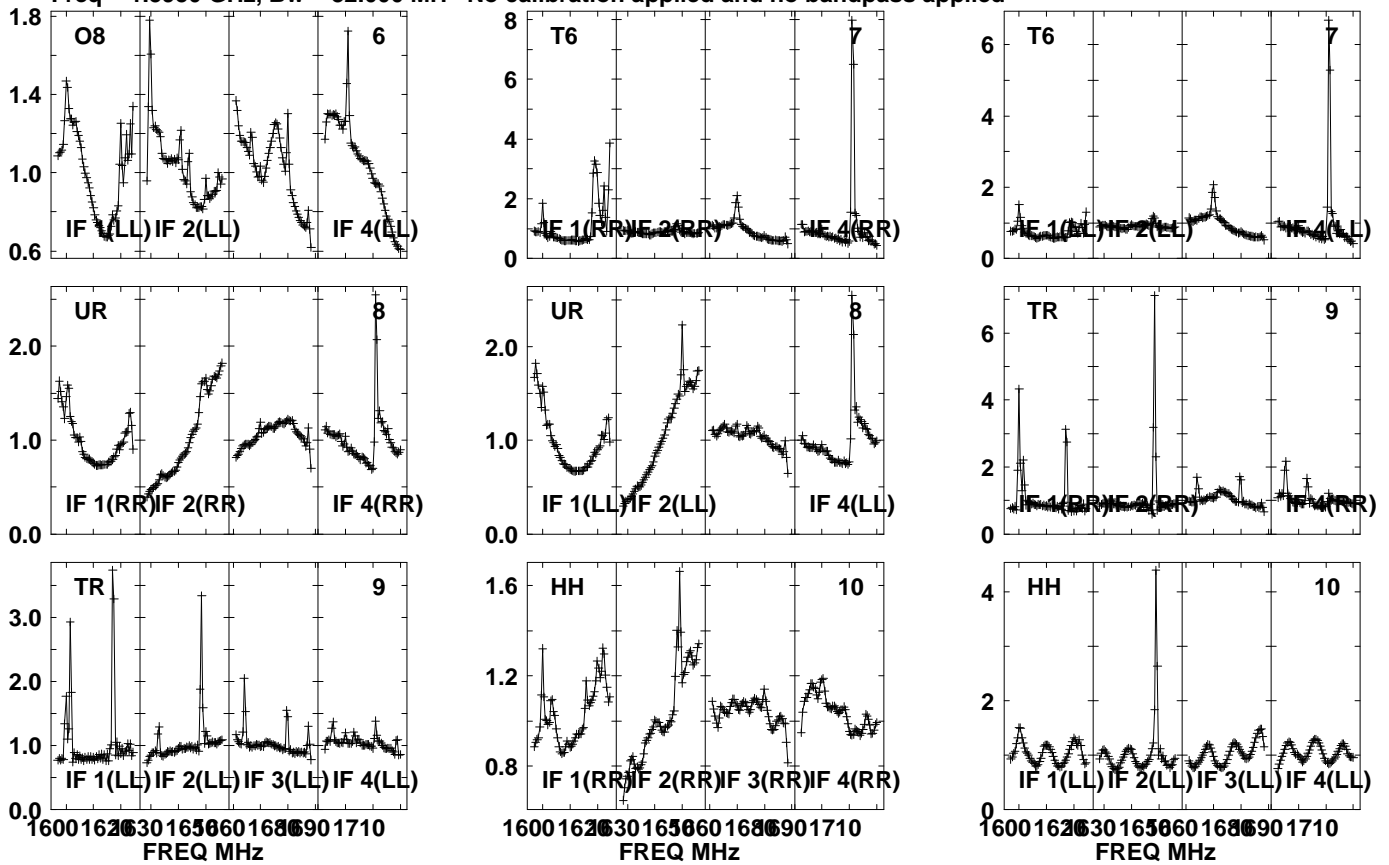 No calibration applied and no bandpass applied
1.8 O8 6 8 T6 7 T6 7
1.4 6 6
1.0 4 4
2 2
0.6 IF 1(LL) IF 2(LL) IF 4(LL) 0 IF 1(RR) IF 2(RR) IF 4(RR) 0 IF 1(LL) IF 2(LL) IF 4(LL)
UR 8 UR 8 TR 9
2.0 2.0 6
1.0 1.0 4
2
0.0 IF 1(RR) IF 2(RR) IF 4(RR) 0.0 IF 1(LL) IF 2(LL) IF 4(LL) 0 IF 1(RR) IF 2(RR) IF 4(RR)
TR 9 HH 10 HH 10
3.0 1.6 4
2.0 1.2 2
1.0 0.8
0.0 IF 1(LL) IF 2(LL) IF 3(LL) IF 4(LL) IF 1(RR) IF 2(RR) IF 3(RR) IF 4(RR) 0 IF 1(LL) IF 2(LL) IF 3(LL) IF 4(LL)
1600 1620 1630 1650 1660 1680 1690 1710 1600 1620 1630 1650 1660 1680 1690 1710 1600 1620 1630 1650 1660 1680 1690 1710
FREQ MHz FREQ MHz FREQ MHz